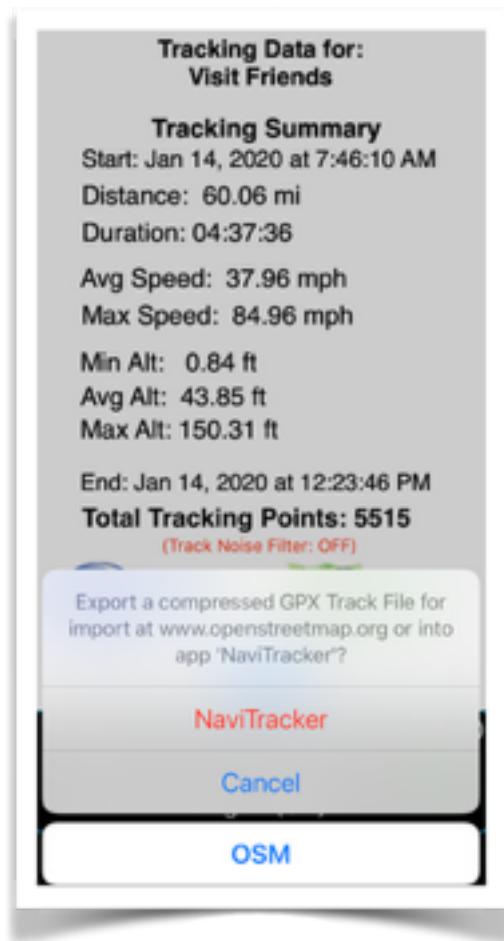 Tracking Data for:
Visit Friends
Tracking Summary
Start: Jan 14, 2020 at 7:46:10 AM
Distance: 60.06 mi
Duration: 04:37:36
Avg Speed: 37.96 mph
Max Speed: 84.96 mph
Min Alt: 0.84 ft
Avg Alt: 43.85 ft
Max Alt: 150.31 ft
End: Jan 14, 2020 at 12:23:46 PM
Total Tracking Points: 5515
(Track Noise Filter: OFF)
Export a compressed GPX Track File for
import at www.openstreetmap.org or into
app 'NaviTracker'?
NaviTracker
Cancel
OSM